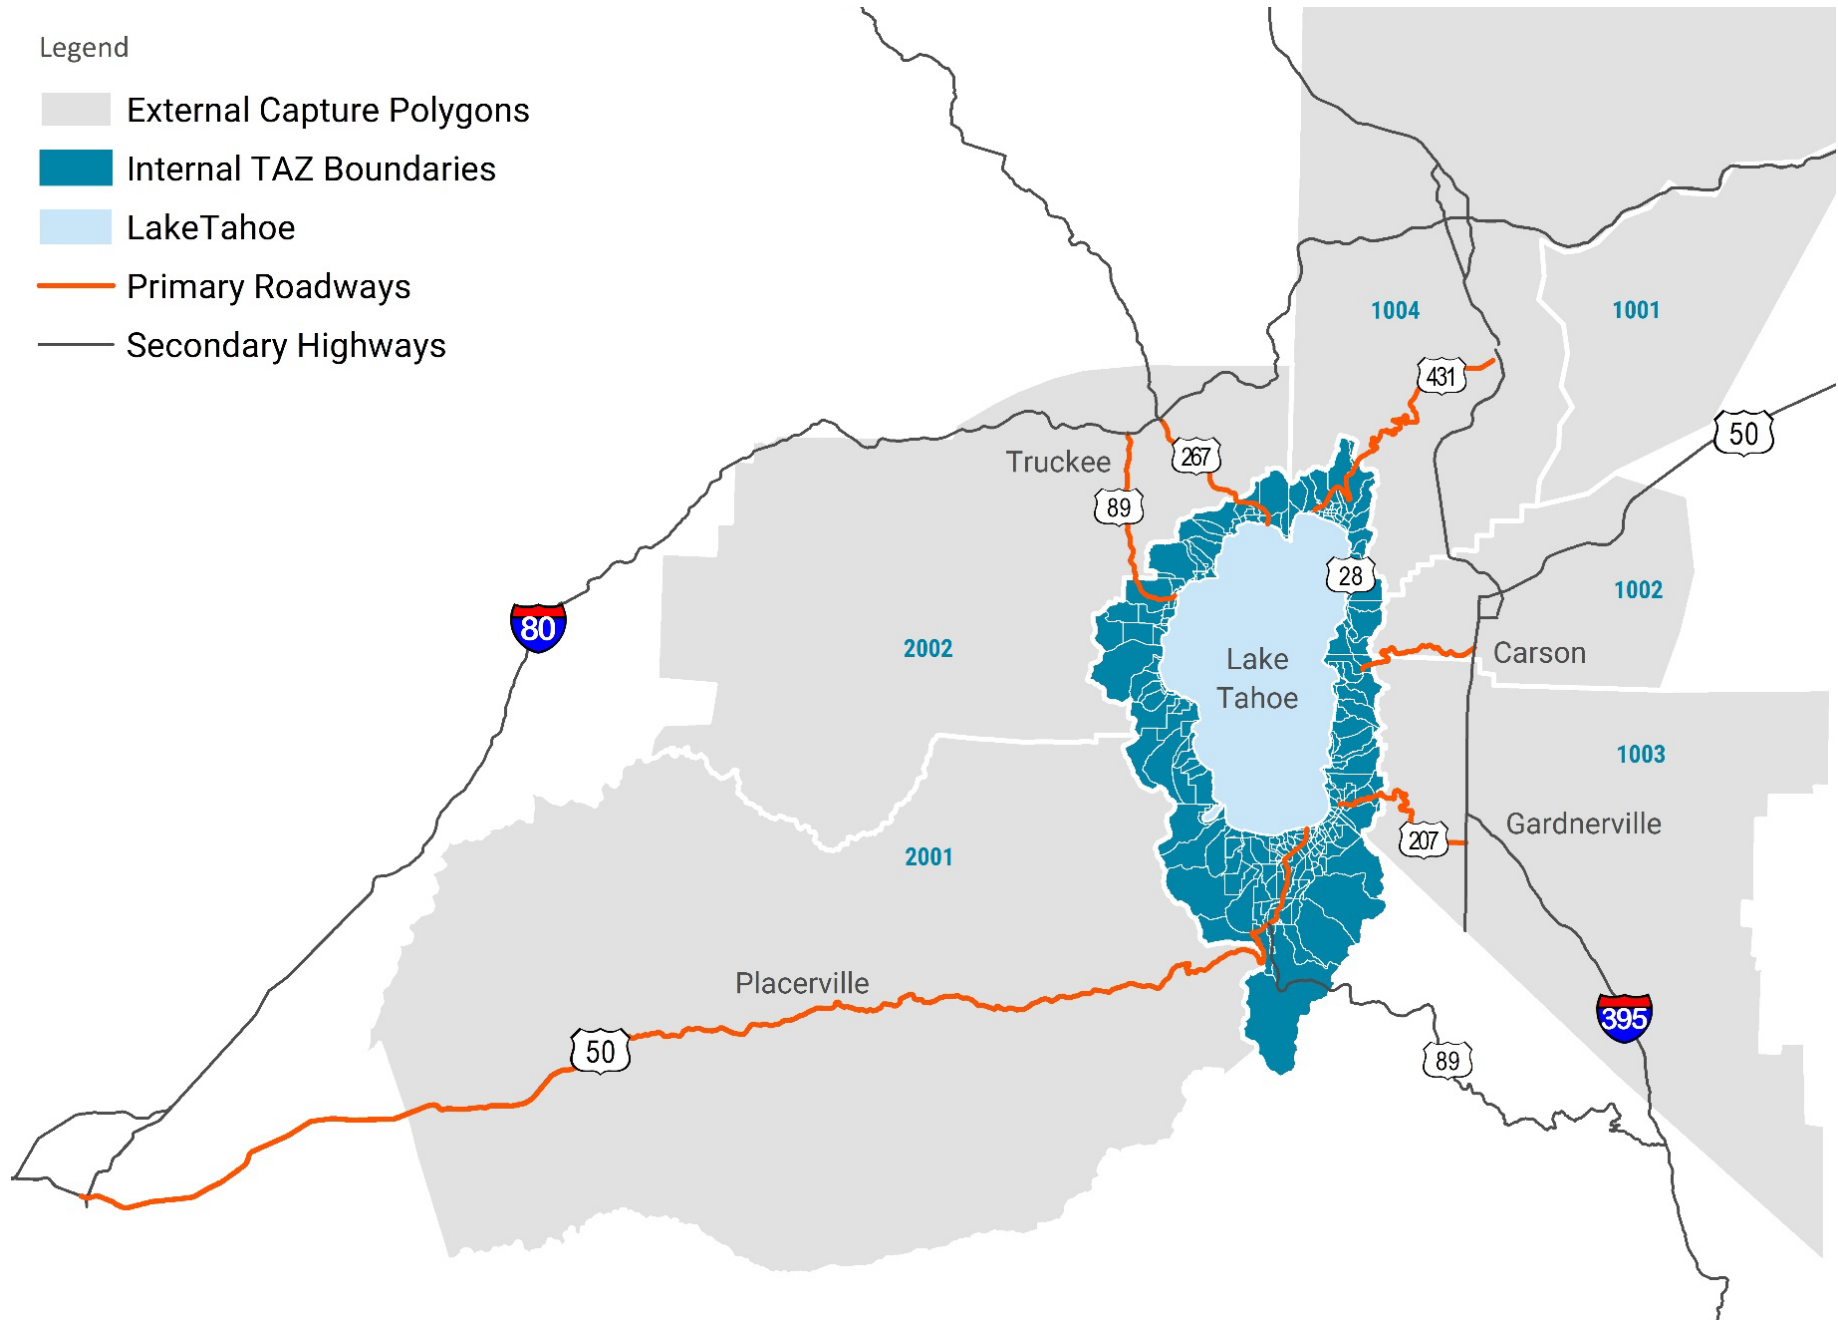 Legend
External Capture Polygons
Internal TAZ Boundaries
LakeTahoe
Primary Roadways
Secondary Highways
1004
1001
431
50
Truckee
267
89
28
1002
80
2002
Lake
Tahoe
Carson
1003
Gardnerville
207
2001
Placerville
50
395
89